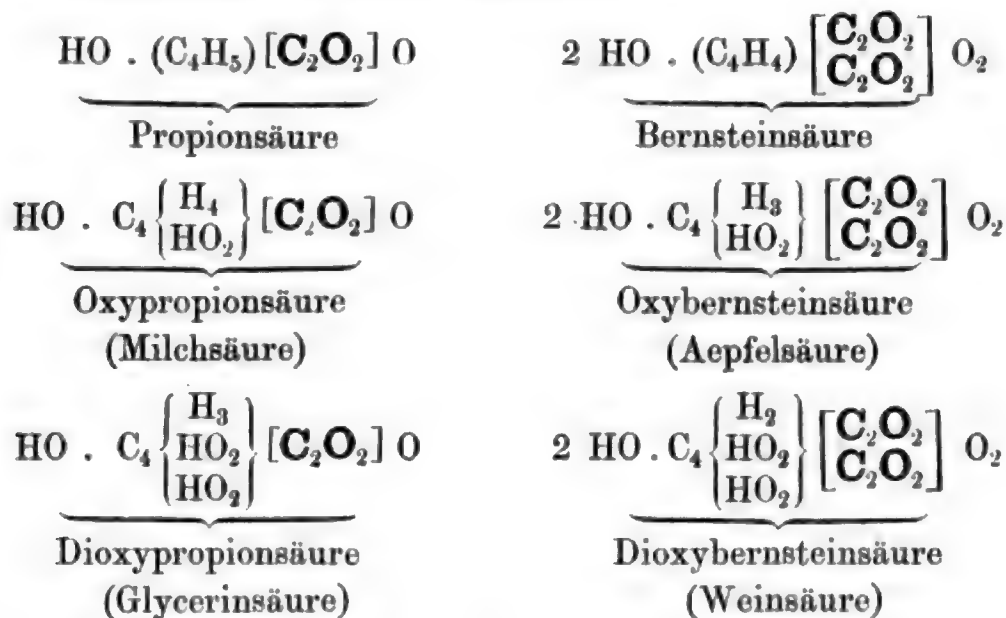 HO . (C₄H₅) [C₂O₂] O
Propionsäure
2 HO . (C₄H₄) [C₂O₂ C₂O₂] O₂
Bernsteinsäure
HO . C₄ {H₄ HO₂} [C₂O₂] O
Oxypropionsäure
(Milchsäure)
2 HO . C₄ {H₃ HO₂} [C₂O₂ C₂O₂] O₂
Oxybernsteinsäure
(Aepfelsäure)
HO . C₄ {H₃ HO₂ HO₂} [C₂O₂] O
Dioxypropionsäure
(Glycerinsäure)
2 HO . C₄ {H₂ HO₂ HO₂} [C₂O₂ C₂O₂] O₂
Dioxybernsteinsäure
(Weinsäure)